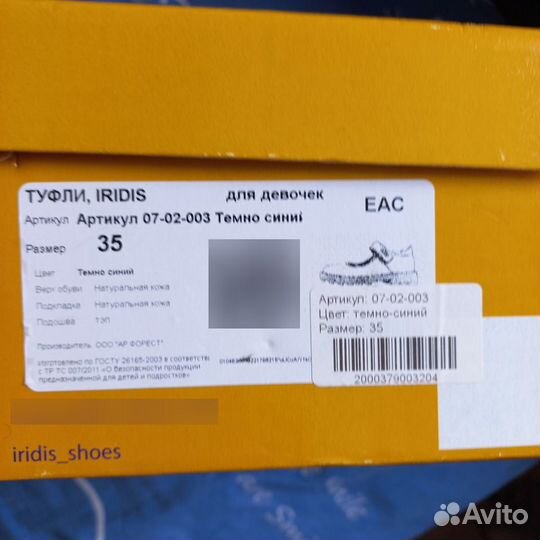 ТУФЛИ, IRIDIS для девочек
EAC
Артикул Артикул 07-02-003 Темно синий
Размер 35
Цвет Темно синий
Верх обуви Натуральная кожа
Подкладка Натуральная кожа
Подошва ТЭП
Производитель ООО "АР ФОРЕСТ"
изготовлено по ГОСТУ 26165-2003 в соответствии
с ТР ТС 007/2011 «О безопасности продукции
предназначенной для детей и подростков»
Артикул: 07-02-003
Цвет: темно-синий
Размер: 35
2000379003204
iridis_shoes
Smile
Avito